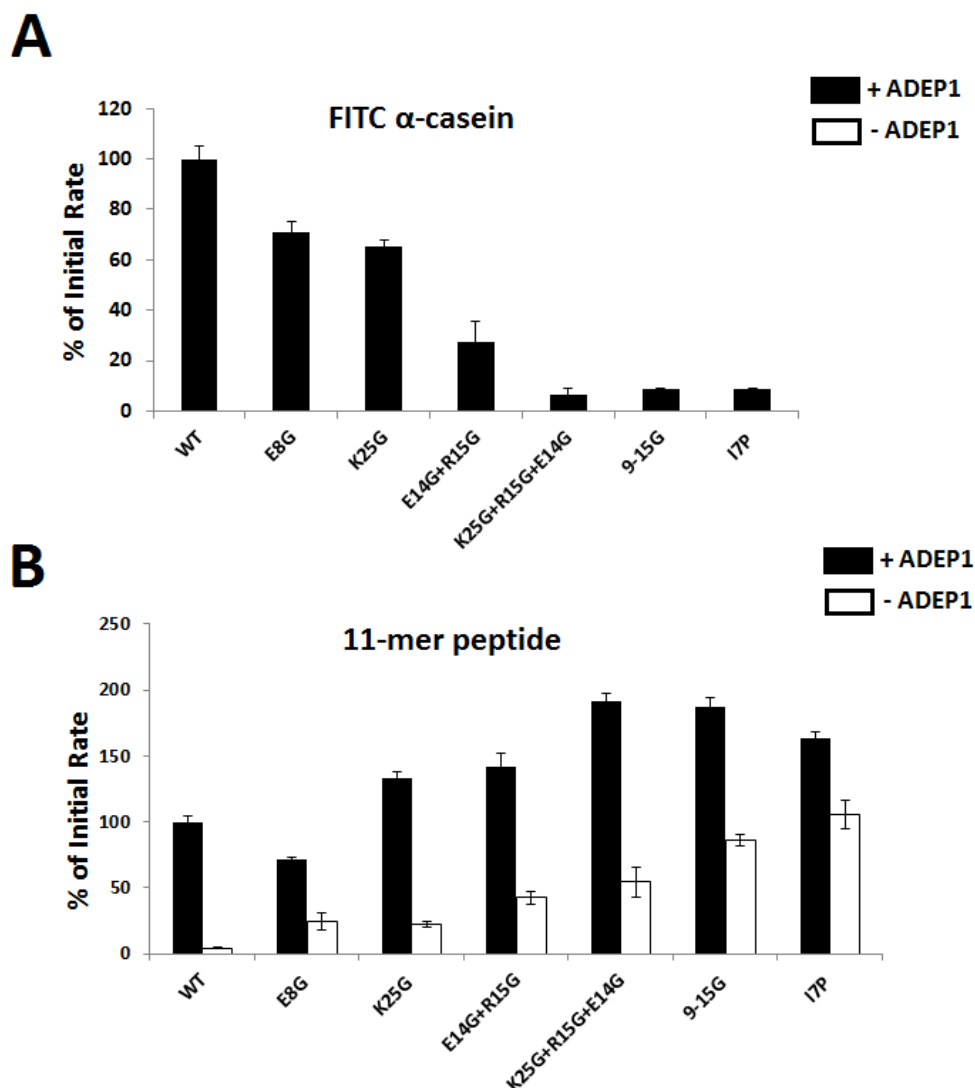 A
+ ADEP1
- ADEP1
FITC α-casein
% of Initial Rate
120
100
80
60
40
20
0
WT
E8G
K25G
E14G+R15G
K25G+R15G+E14G
9-15G
I7P
B
+ ADEP1
- ADEP1
11-mer peptide
% of Initial Rate
250
200
150
100
50
0
WT
E8G
K25G
E14G+R15G
K25G+R15G+E14G
9-15G
I7P